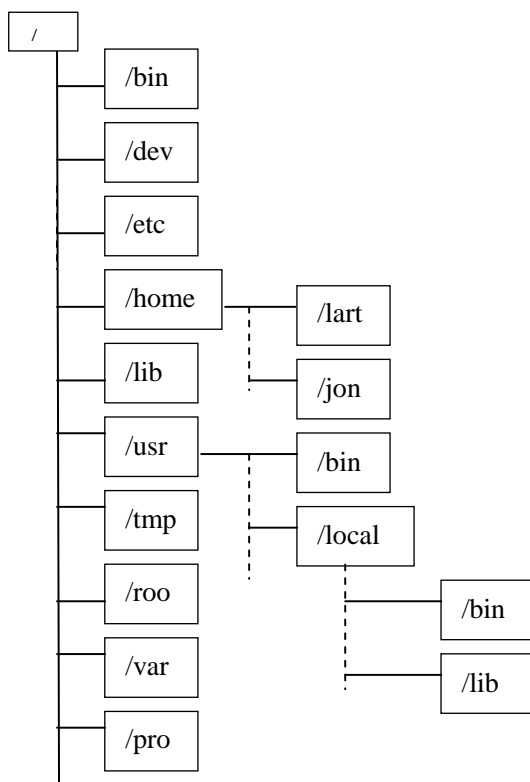 /
/bin
/dev
/etc
/home
/lart
/lib
/jon
/usr
/bin
/tmp
/local
/roo
/bin
/var
/lib
/pro